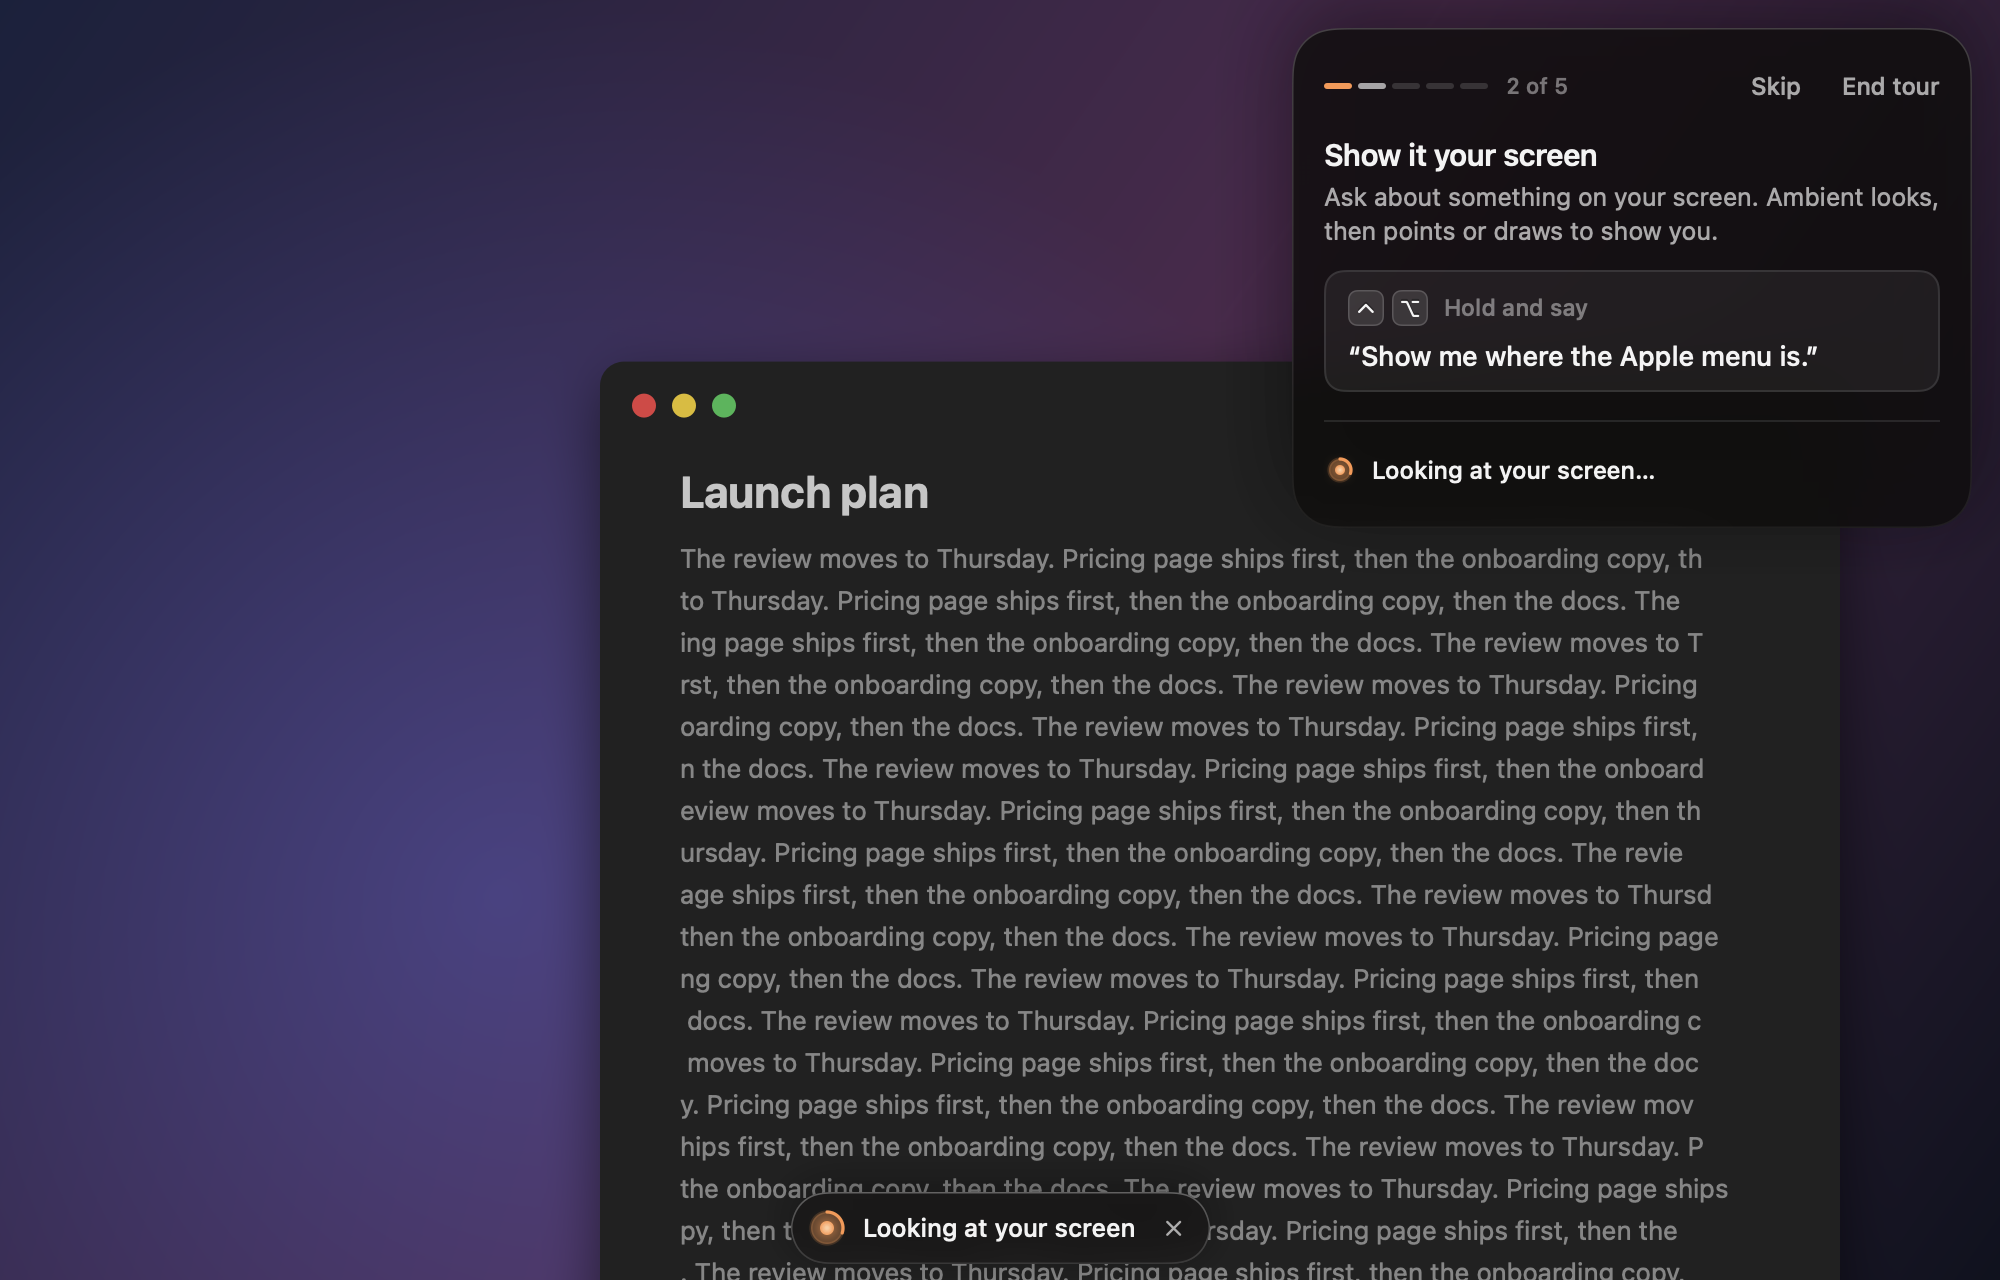 2 of 5
Skip
End tour
Show it your screen
Ask about something on your screen. Ambient looks,
then points or draws to show you.
Hold and say
“Show me where the Apple menu is.”
Looking at your screen...
Launch plan
The review moves to Thursday. Pricing page ships first, then the onboarding copy, th
to Thursday. Pricing page ships first, then the onboarding copy, then the docs. The
ing page ships first, then the onboarding copy, then the docs. The review moves to T
rst, then the onboarding copy, then the docs. The review moves to Thursday. Pricing
oarding copy, then the docs. The review moves to Thursday. Pricing page ships first,
n the docs. The review moves to Thursday. Pricing page ships first, then the onboard
eview moves to Thursday. Pricing page ships first, then the onboarding copy, then th
ursday. Pricing page ships first, then the onboarding copy, then the docs. The revie
age ships first, then the onboarding copy, then the docs. The review moves to Thursd
then the onboarding copy, then the docs. The review moves to Thursday. Pricing page
ng copy, then the docs. The review moves to Thursday. Pricing page ships first, then
docs. The review moves to Thursday. Pricing page ships first, then the onboarding c
moves to Thursday. Pricing page ships first, then the onboarding copy, then the doc
y. Pricing page ships first, then the onboarding copy, then the docs. The review mov
hips first, then the onboarding copy, then the docs. The review moves to Thursday. P
the onboarding copy, then the docs. The review moves to Thursday. Pricing page ships
py, then t
rsday. Pricing page ships first, then the
Looking at your screen
. The review moves to Thursday. Pricing page ships first, then the onboarding copy,